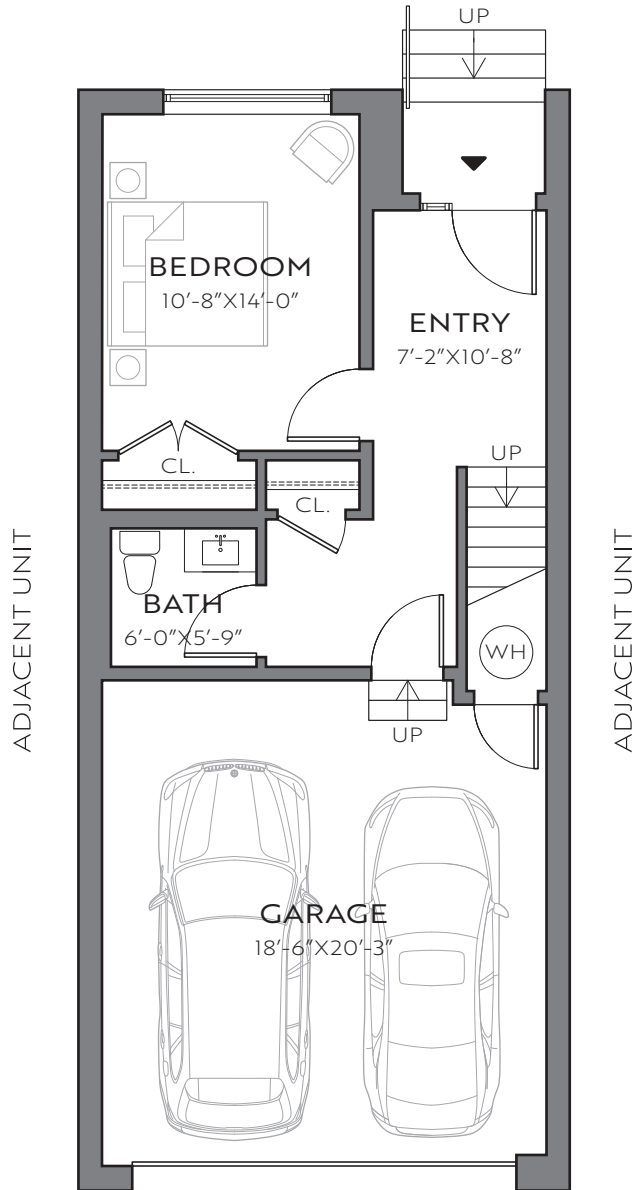 UP
BEDROOM
10'-8"X14'-0"
ENTRY
7'-2"X10'-8"
UP
CL.
CL.
ADJACENT UNIT
ADJACENT UNIT
BATH
6'-0"X5'-9"
WH
UP
GARAGE
18'-6"X20'-3"